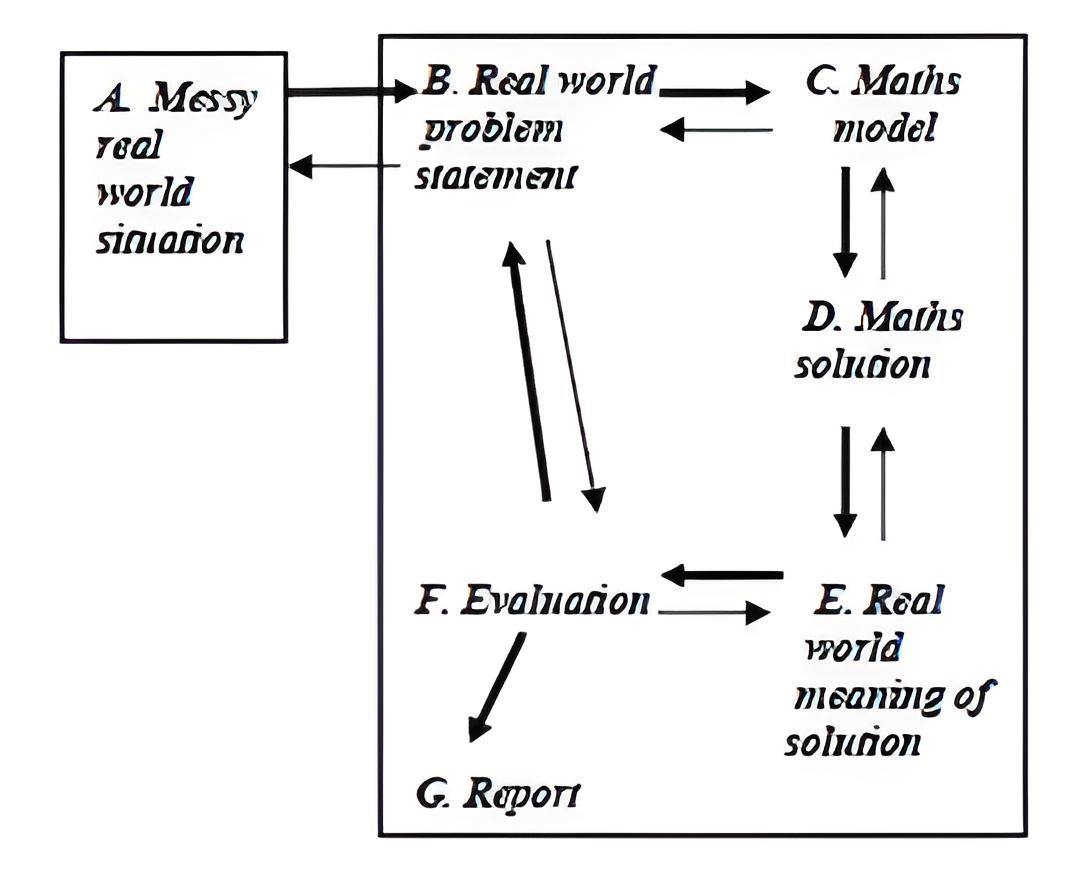 A. Messy
real
world
situation
B. Real world
problem
statement
C. Maths
model
D. Maths
solution
E. Real
world
meaning of
solution
F. Evaluation
G. Report